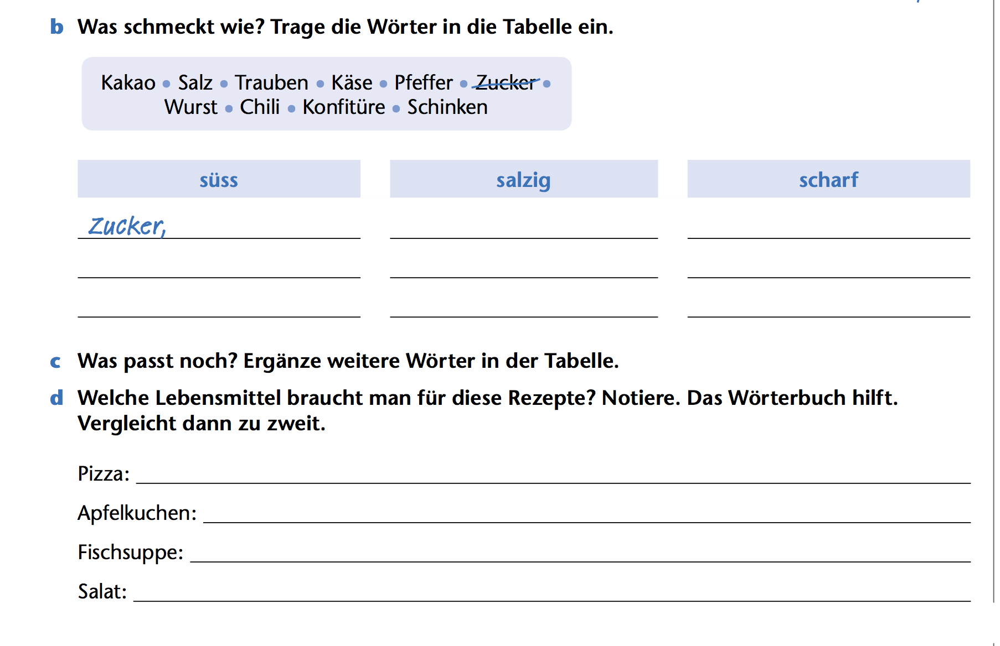 b Was schmeckt wie? Trage die Wörter in die Tabelle ein.
Kakao • Salz • Trauben • Käse • Pfeffer • Zucker •
Wurst • Chili • Konfitüre • Schinken
süss salzig scharf
Zucker,
c Was passt noch? Ergänze weitere Wörter in der Tabelle.
d Welche Lebensmittel braucht man für diese Rezepte? Notiere. Das Wörterbuch hilft.
Vergleicht dann zu zweit.
Pizza:
Apfelkuchen:
Fischsuppe:
Salat: